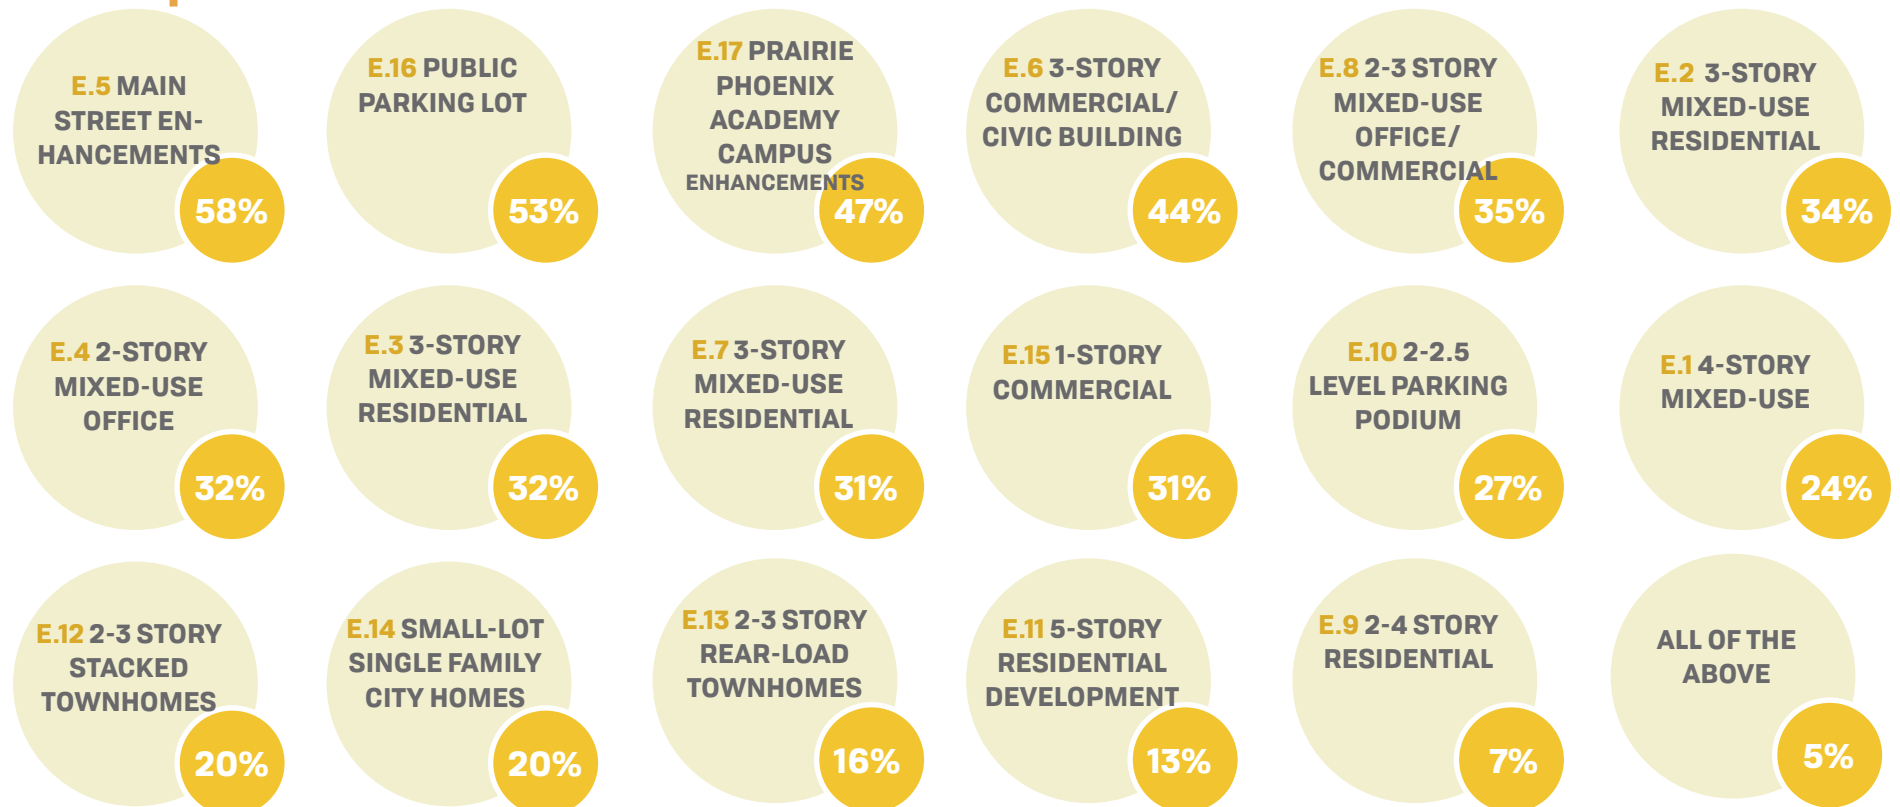 E.5 MAIN
STREET EN-
HANCEMENTS
58%
E.16 PUBLIC
PARKING LOT
53%
E.17 PRAIRIE
PHOENIX
ACADEMY
CAMPUS
ENHANCEMENTS
47%
E.6 3-STORY
COMMERCIAL/
CIVIC BUILDING
44%
E.8 2-3 STORY
MIXED-USE
OFFICE/
COMMERCIAL
35%
E.2 3-STORY
MIXED-USE
RESIDENTIAL
34%
E.4 2-STORY
MIXED-USE
OFFICE
32%
E.3 3-STORY
MIXED-USE
RESIDENTIAL
32%
E.7 3-STORY
MIXED-USE
RESIDENTIAL
31%
E.15 1-STORY
COMMERCIAL
31%
E.10 2-2.5
LEVEL PARKING
PODIUM
27%
E.1 4-STORY
MIXED-USE
24%
E.12 2-3 STORY
STACKED
TOWNHOMES
20%
E.14 SMALL-LOT
SINGLE FAMILY
CITY HOMES
20%
E.13 2-3 STORY
REAR-LOAD
TOWNHOMES
16%
E.11 5-STORY
RESIDENTIAL
DEVELOPMENT
13%
E.9 2-4 STORY
RESIDENTIAL
7%
ALL OF THE
ABOVE
5%